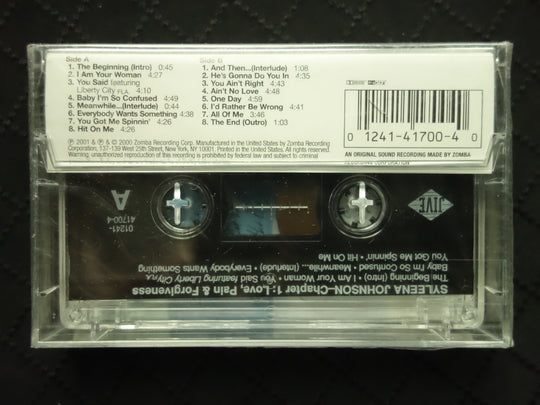 Side A
1. The Beginning (Intro) 0:45
2. I Am Your Woman 4:27
3. You Said featuring
Liberty City FLA. 4:10
4. Baby I'm So Confused 4:49
5. Meanwhile...(Interlude) 0:44
6. Everybody Wants Something 4:38
7. You Got Me Spinnin' 4:26
8. Hit On Me
Side B
1. And Then...(Interlude) 1:08
2. He's Gonna Do You In 4:35
3. You Ain't Right 4:43
4. Ain't No Love 4:48
5. One Day 4:59
6. I'd Rather Be Wrong 4:41
7. All Of Me 3:46
8. The End (Outro) 1:03
℗ 2001 & ℗ © 2000 Zomba Recording Corp. Manufactured in the United States by Zomba Recording
Corporation, 137-139 West 25th Street, New York, NY 10001. Printed in the United States. All rights reserved.
Warning: unauthorized reproduction of this recording is prohibited by federal law and subject to criminal
0 1241-41700-4 0
AN ORIGINAL SOUND RECORDING MADE BY ZOMBA
RECORDING CORPORATION
SYLEENA JOHNSON–Chapter 1: Love, Pain & Forgiveness
The Beginning (Intro) • I Am Your Woman • You Said featuring Liberty City FLA.
Baby I'm So Confused • Meanwhile... (Interlude) • Everybody Wants Something
You Got Me Spinnin' • Hit On Me
JIVE
A
01241-
41700-4